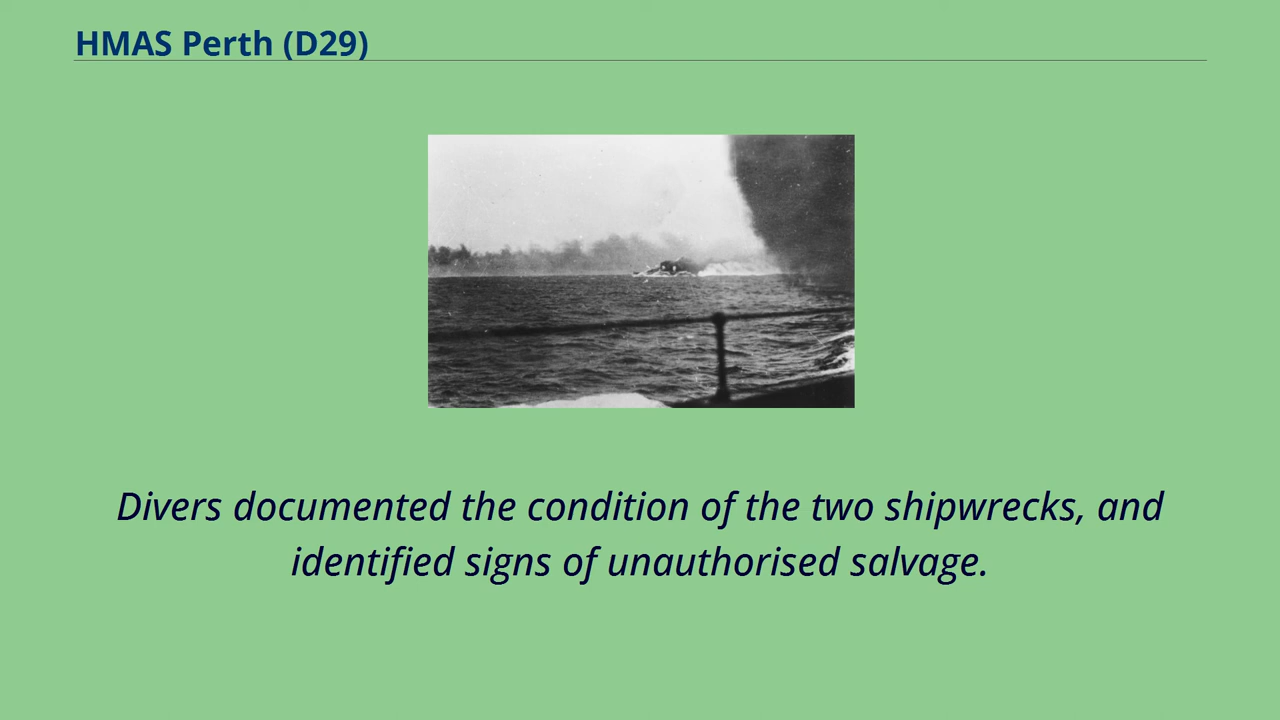 HMAS Perth (D29)
Divers documented the condition of the two shipwrecks, and
identified signs of unauthorised salvage.